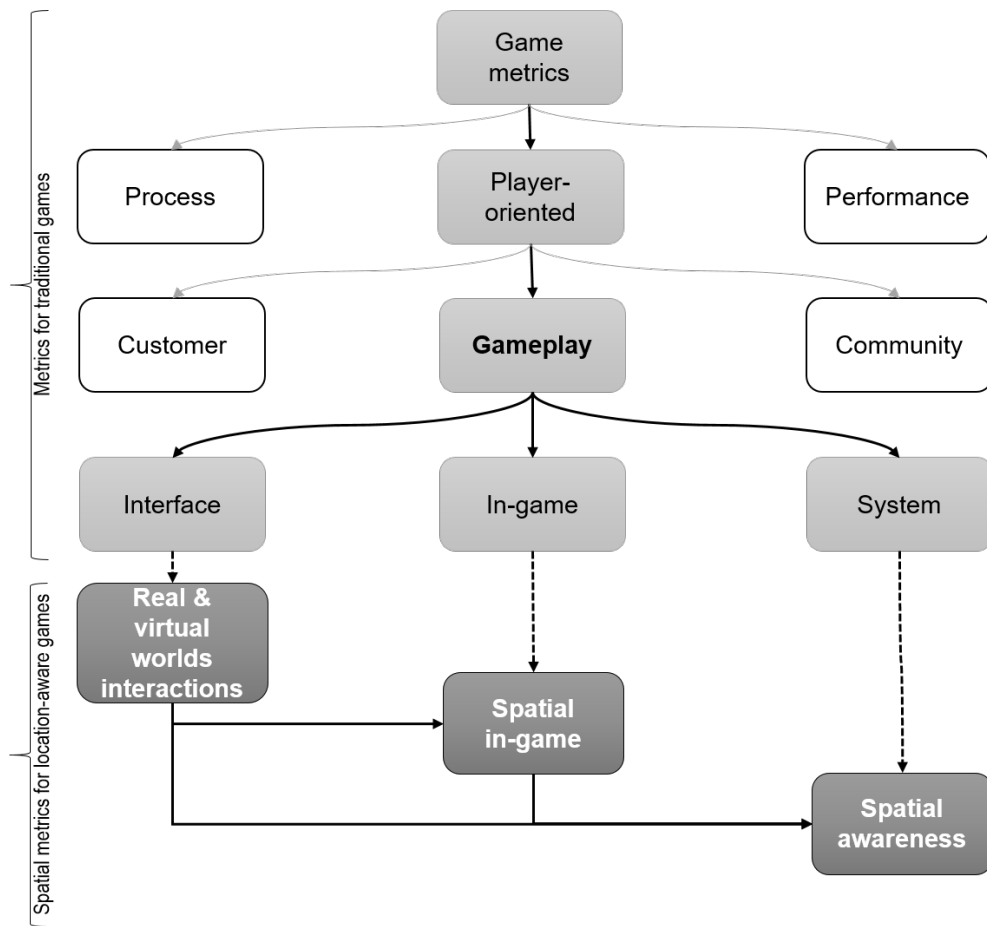 Game
metrics
Process
Player-
oriented
Performance
Metrics for traditional games
Customer
Gameplay
Community
Interface
In-game
System
Real &
virtual
worlds
interactions
Spatial
in-game
Spatial
awareness
Spatial metrics for location-aware games